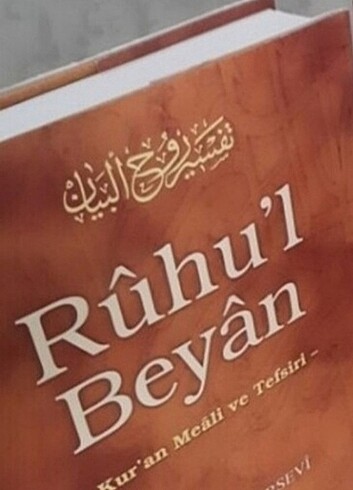 تفسير روح البيان
Rûhu'l
Beyân
Kur'an Meâli ve Tefsiri –